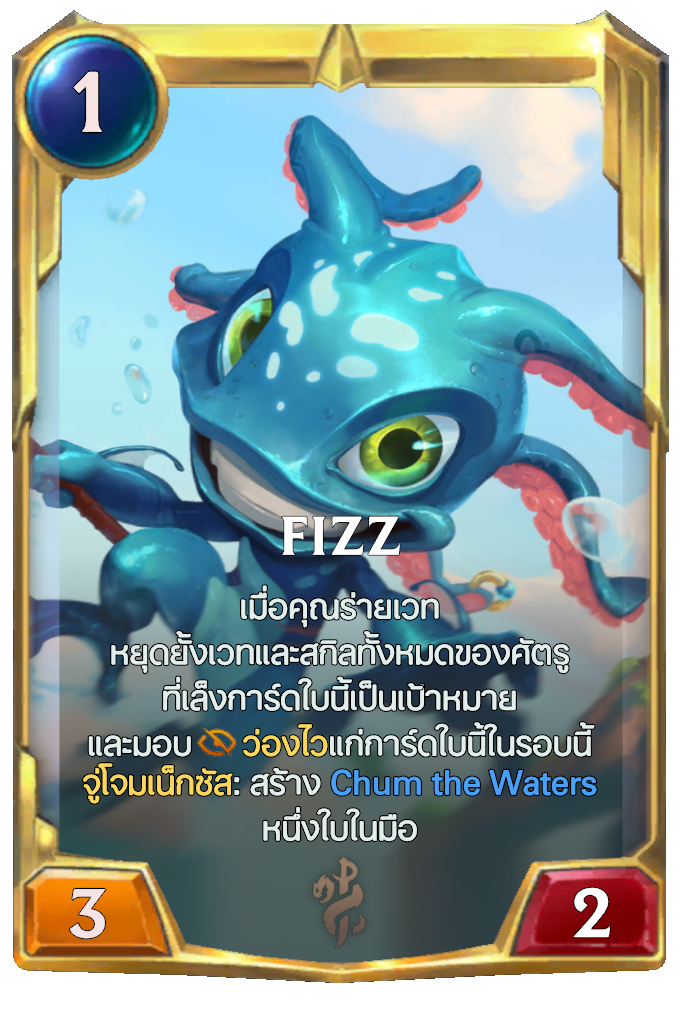 1
FIZZ
เมื่อคุณร่ายเวท
หยุดยั้งเวทและสกิลทั้งหมดของศัตรู
ที่เล็งการ์ดใบนี้เป็นเป้าหมาย
และมอบ ว่องไวแก่การ์ดใบนี้ในรอบนี้
จู่โจมเน็กซัส: สร้าง Chum the Waters
หนึ่งใบในมือ
3
2